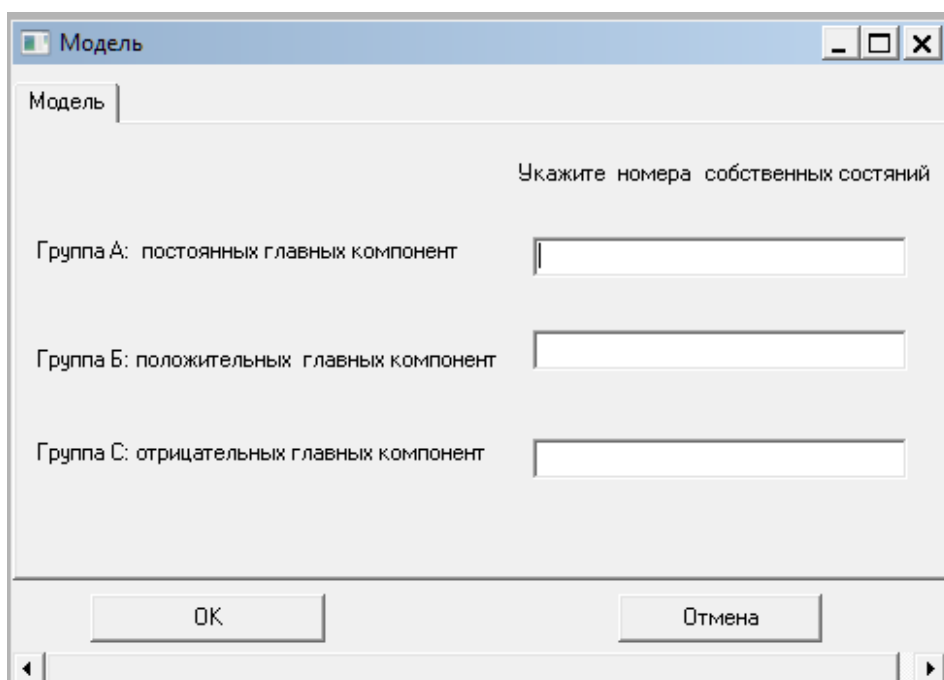 Модель
Модель
Укажите номера собственных состяний
Группа А: постоянных главных компонент
Группа Б: положительных главных компонент
Группа С: отрицательных главных компонент
OK
Отмена